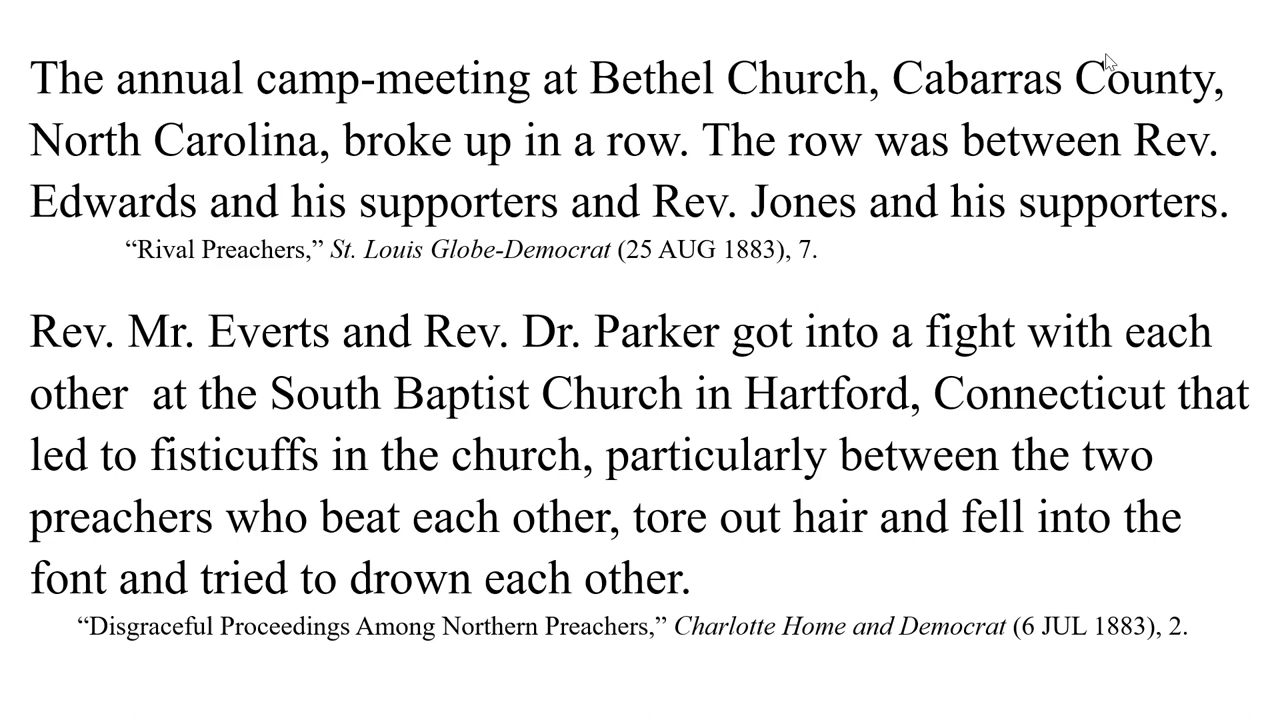 The annual camp-meeting at Bethel Church, Cabarras County,
North Carolina, broke up in a row. The row was between Rev.
Edwards and his supporters and Rev. Jones and his supporters.
“Rival Preachers,” St. Louis Globe-Democrat (25 AUG 1883), 7.
Rev. Mr. Everts and Rev. Dr. Parker got into a fight with each
other  at the South Baptist Church in Hartford, Connecticut that
led to fisticuffs in the church, particularly between the two
preachers who beat each other, tore out hair and fell into the
font and tried to drown each other.
“Disgraceful Proceedings Among Northern Preachers,” Charlotte Home and Democrat (6 JUL 1883), 2.